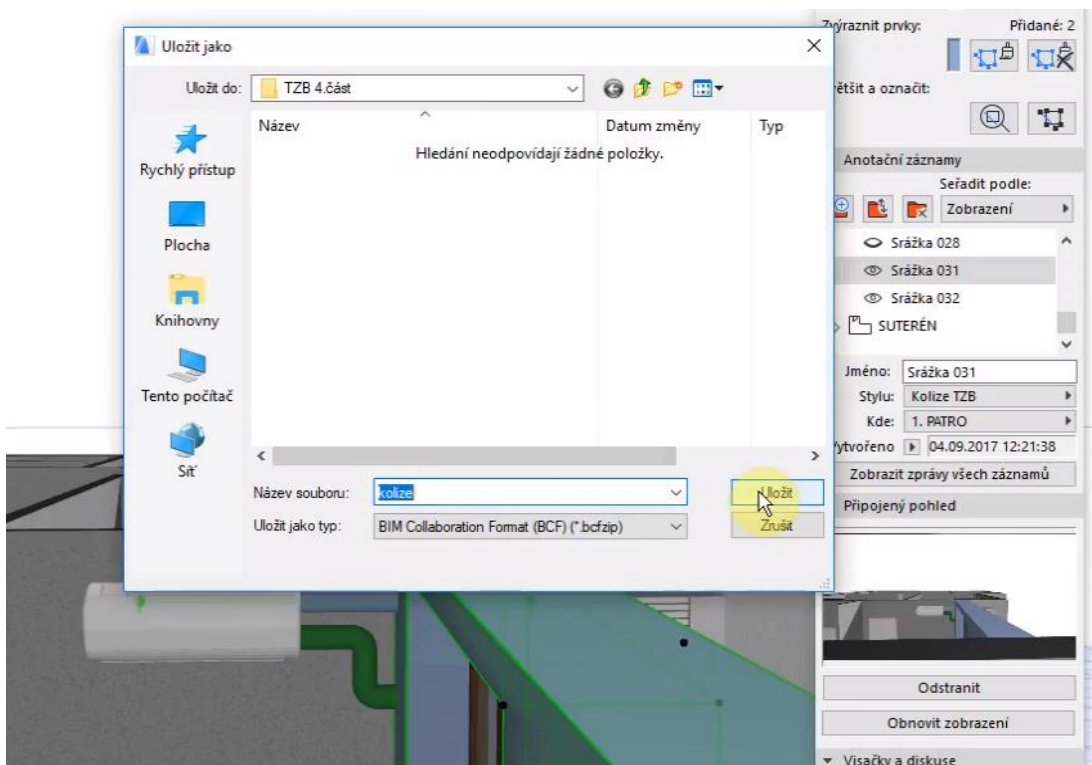 Uložit jako
Uložit do:
TZB 4.část
Název
Datum změny
Typ
Hledání neodpovídají žádné položky.
Rychlý přístup
Plocha
Knihovny
Tento počítač
Síť
Název souboru:
kolize
Uložit
Uložit jako typ:
BIM Collaboration Format (BCF) (*.bcfzip)
Zrušit
Zvýraznit prvky:
Přidané: 2
ětšit a označit:
Anotační záznamy
Seřadit podle:
Zobrazení
Srážka 028
Srážka 031
Srážka 032
SUTERÉN
Jméno:
Srážka 031
Stylu:
Kolize TZB
Kde:
1. PATRO
ytvořeno
04.09.2017 12:21:38
Zobrazit zprávy všech záznamů
Připojený pohled
Odstranit
Obnovit zobrazení
Visačky a diskuse